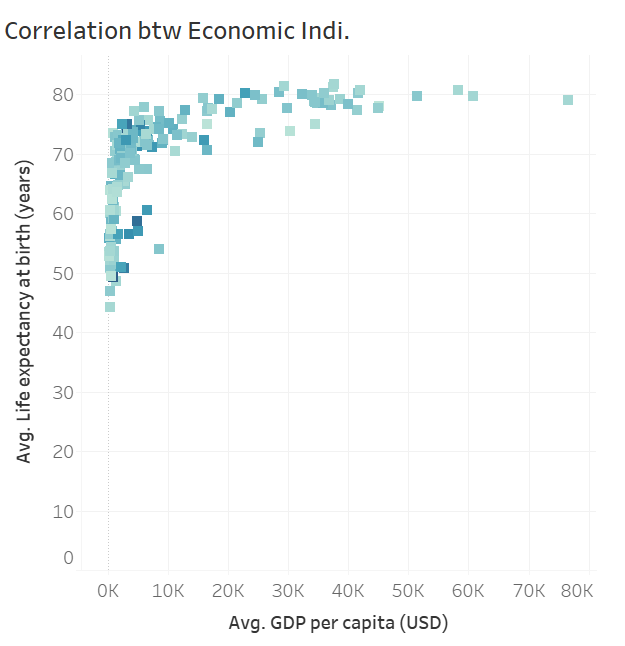 Correlation btw Economic Indi.
Avg. Life expectancy at birth (years)
80
70
60
50
40
30
20
10
0
0K 10K 20K 30K 40K 50K 60K 70K 80K
Avg. GDP per capita (USD)